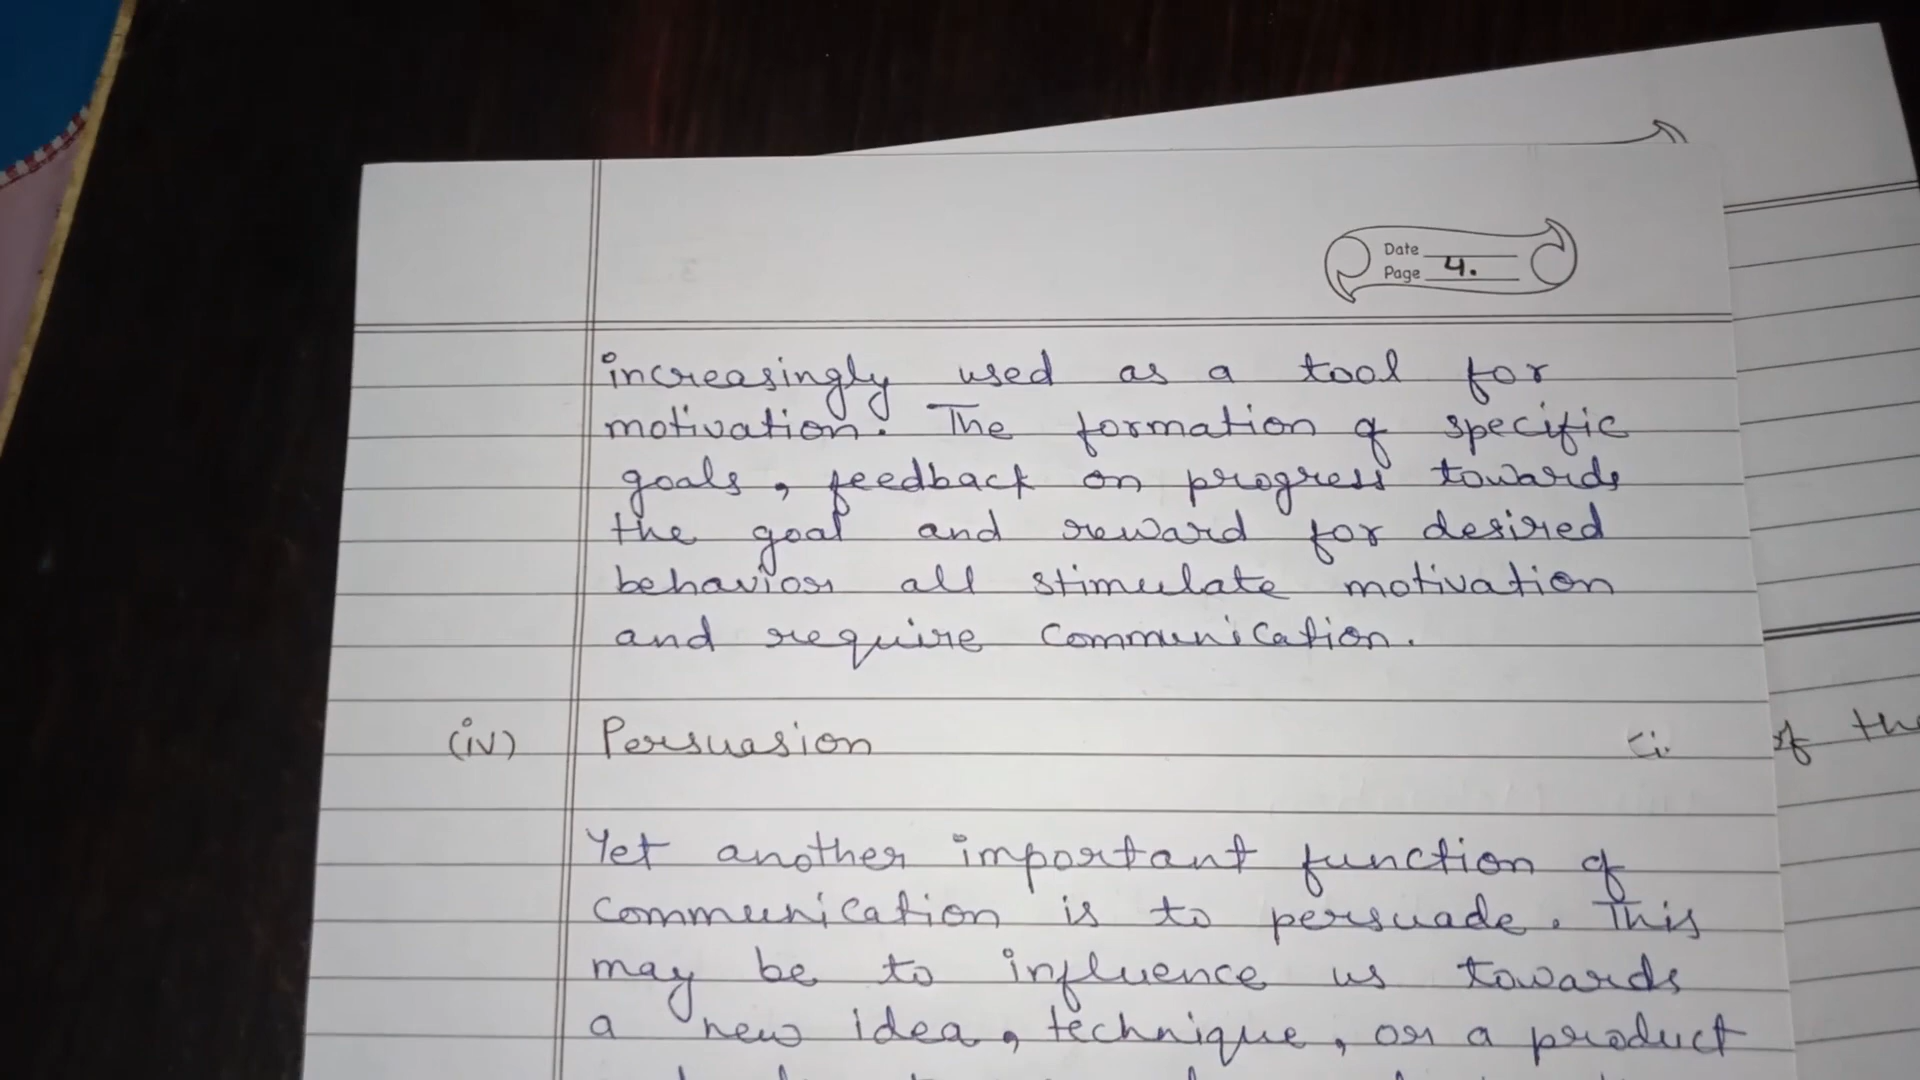 Date
Page 4.
increasingly used as a tool for
motivation. The formation of specific
goals, feedback on progress towards
the goal and reward for desired
behavior all stimulate motivation
and require communication.
(iv) Persuasion
of the
Yet another important function of
communication is to persuade. This
may be to influence us towards
a new idea, technique, or a product